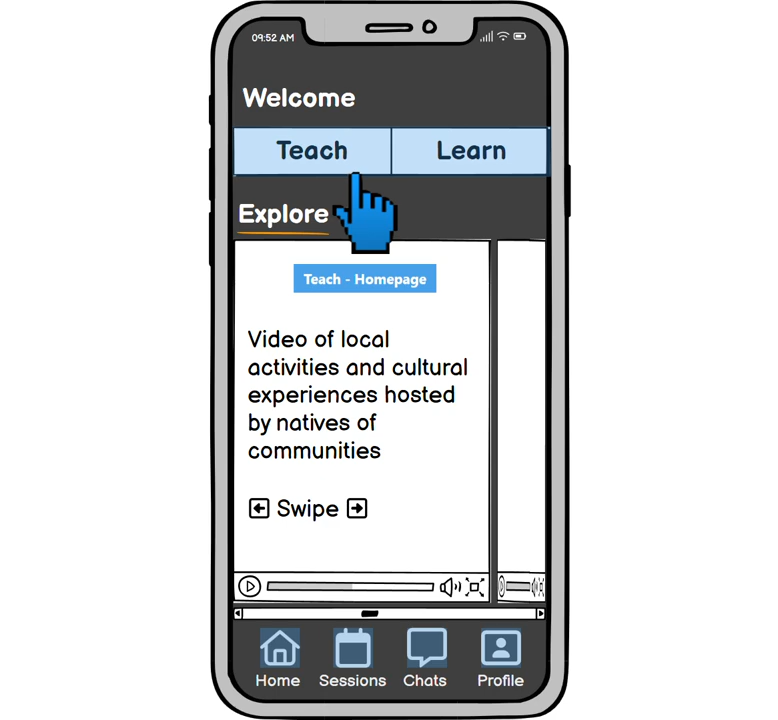 09:52 AM
Welcome
Teach
Learn
Explore
Teach - Homepage
Video of local
activities and cultural
experiences hosted
by natives of
communities
Swipe
Home
Sessions
Chats
Profile